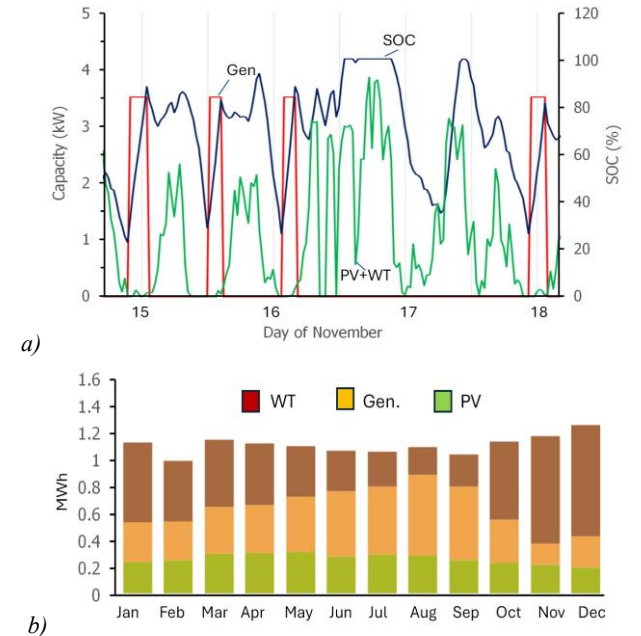 5
4
3
2
1
0
Capacity (kW)
120
100
80
60
40
20
0
SOC (%)
Gen.
SOC
PV+WT
15
16
17
18
Day of November
a)
1.6
1.4
1.2
1
0.8
0.6
0.4
0.2
0
MWh
WT
Gen.
PV
Jan Feb Mar Apr May Jun Jul Aug Sep Oct Nov Dec
b)